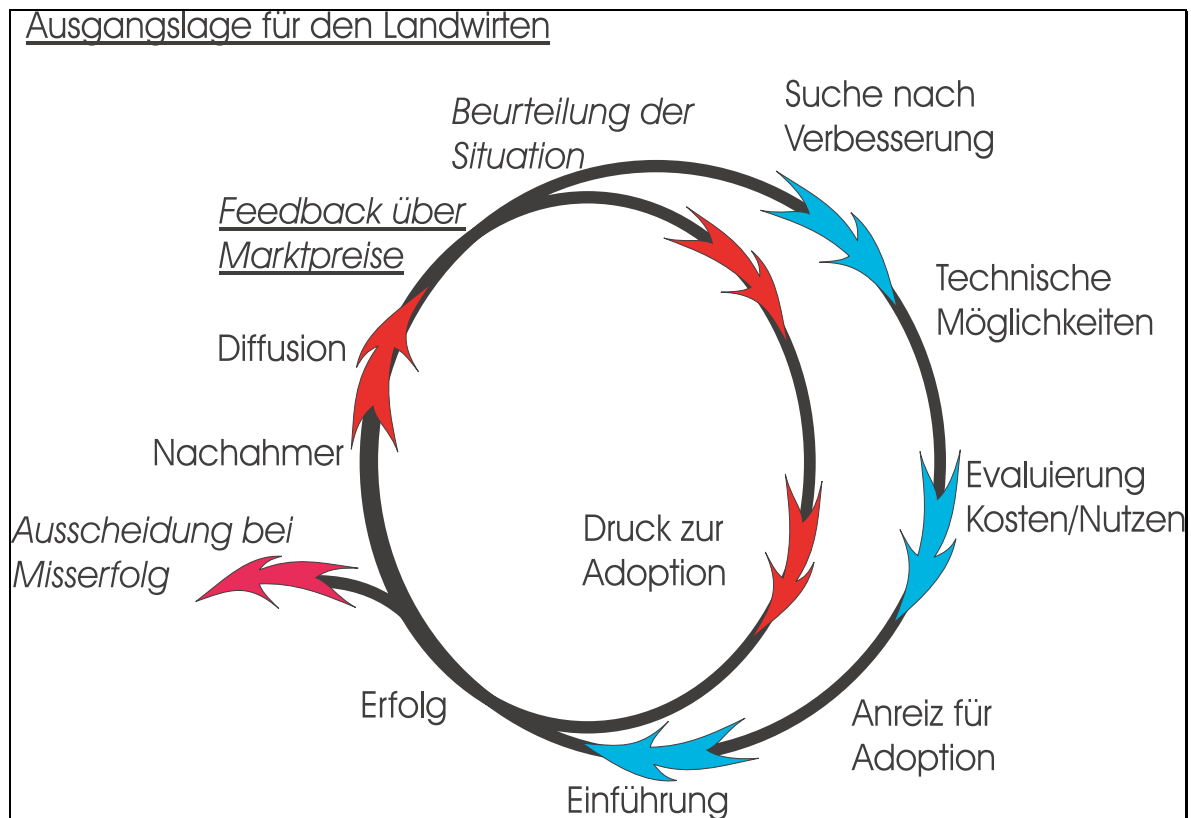 Ausgangslage für den Landwirten
Beurteilung der
Situation
Suche nach
Verbesserung
Feedback über
Marktpreise
Technische
Möglichkeiten
Diffusion
Nachahmer
Evaluierung
Kosten/Nutzen
Ausscheidung bei
Misserfolg
Druck zur
Adoption
Erfolg
Anreiz für
Adoption
Einführung